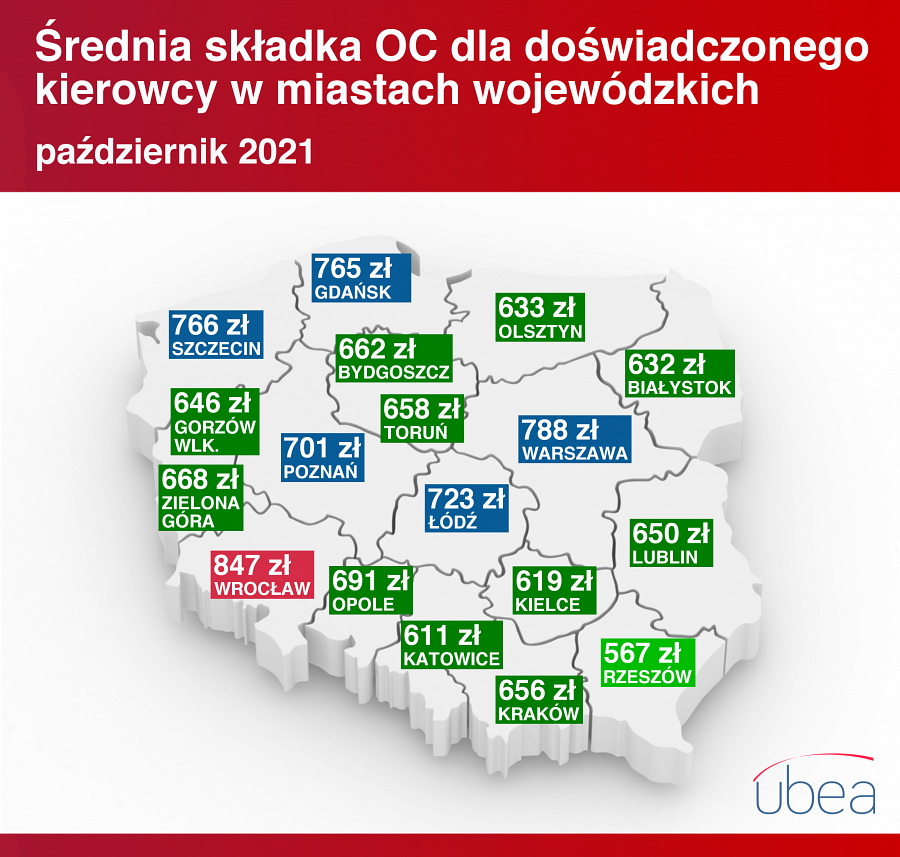 Średnia składka OC dla doświadczonego
kierowcy w miastach wojewódzkich
październik 2021
765 zł
GDAŃSK
633 zł
OLSZTYN
766 zł
SZCZECIN
662 zł
BYDGOSZCZ
632 zł
BIAŁYSTOK
646 zł
GORZÓW
WLK.
658 zł
TORUŃ
788 zł
WARSZAWA
701 zł
POZNAŃ
668 zł
ZIELONA
GÓRA
723 zł
ŁÓDŹ
650 zł
LUBLIN
847 zł
WROCŁAW
691 zł
OPOLE
619 zł
KIELCE
611 zł
KATOWICE
567 zł
RZESZÓW
656 zł
KRAKÓW
ubea